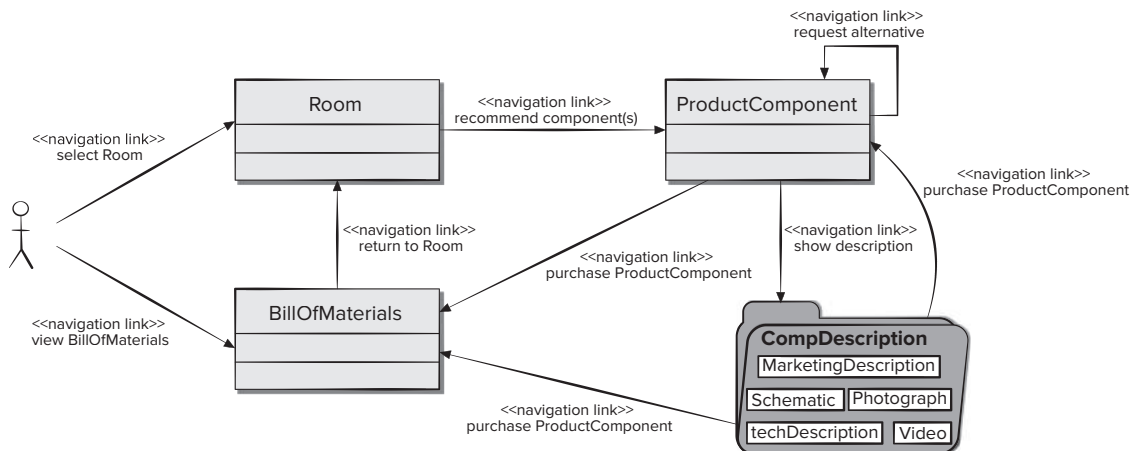 <<navigation link>>
request alternative
Room
ProductComponent
<<navigation link>>
recommend component(s)
<<navigation link>>
select Room
<<navigation link>>
purchase ProductComponent
<<navigation link>>
return to Room
<<navigation link>>
show description
<<navigation link>>
purchase ProductComponent
BillOfMaterials
<<navigation link>>
view BillOfMaterials
CompDescription
MarketingDescription
Schematic
Photograph
techDescription
Video
<<navigation link>>
purchase ProductComponent